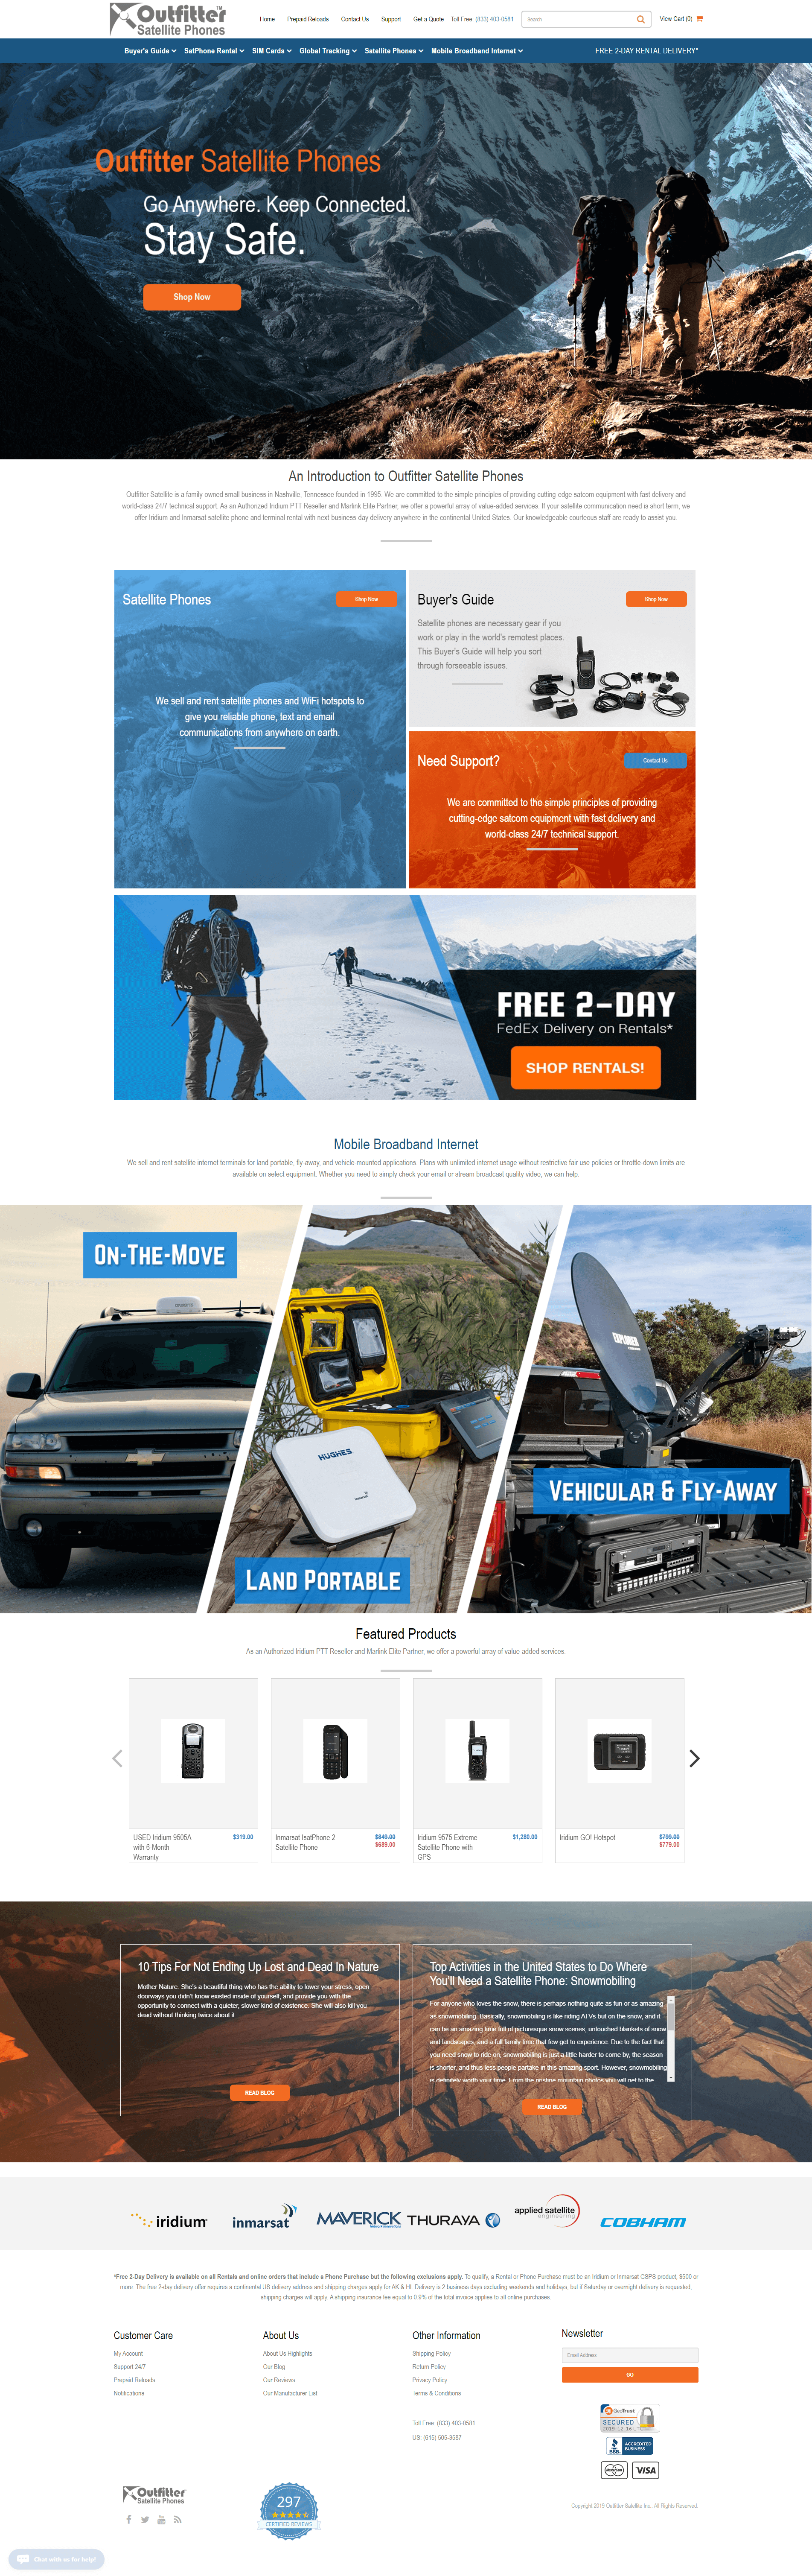 Outfitter™
Satellite Phones
Home Prepaid Reloads Contact Us Support Get a Quote Toll Free: (833) 403-0581
Search
View Cart (0)
Buyer's Guide SatPhone Rental SIM Cards Global Tracking Satellite Phones Mobile Broadband Internet
FREE 2-DAY RENTAL DELIVERY*
Outfitter Satellite Phones
Go Anywhere. Keep Connected.
Stay Safe.
Shop Now
An Introduction to Outfitter Satellite Phones
Outfitter Satellite is a family-owned small business in Nashville, Tennessee founded in 1995. We are committed to the simple principles of providing cutting-edge satcom equipment with fast delivery and
world-class 24/7 technical support. As an Authorized Iridium PTT Reseller and Marlink Elite Partner, we offer a powerful array of value-added services. If your satellite communication need is short term, we
offer Iridium and Inmarsat satellite phone and terminal rental with next-business-day delivery anywhere in the continental United States. Our knowledgeable courteous staff are ready to assist you.
Satellite Phones
Shop Now
We sell and rent satellite phones and WiFi hotspots to
give you reliable phone, text and email
communications from anywhere on earth.
Buyer's Guide
Shop Now
Satellite phones are necessary gear if you
work or play in the world's remotest places.
This Buyer's Guide will help you sort
through forseeable issues.
Need Support?
Contact Us
We are committed to the simple principles of providing
cutting-edge satcom equipment with fast delivery and
world-class 24/7 technical support.
FREE 2-DAY
FedEx Delivery on Rentals*
SHOP RENTALS!
Mobile Broadband Internet
We sell and rent satellite internet terminals for land portable, fly-away, and vehicle-mounted applications. Plans with unlimited internet usage without restrictive fair use policies or throttle-down limits are
available on select equipment. Whether you need to simply check your email or stream broadcast quality video, we can help.
ON-THE-MOVE
HUGHES
EXPLORER
LAND PORTABLE
VEHICULAR & FLY-AWAY
Featured Products
As an Authorized Iridium PTT Reseller and Marlink Elite Partner, we offer a powerful array of value-added services.
USED Iridium 9505A
with 6-Month
Warranty
$319.00
Inmarsat IsatPhone 2
Satellite Phone
$849.00
$689.00
Iridium 9575 Extreme
Satellite Phone with
GPS
$1,280.00
Iridium GO! Hotspot
$799.00
$779.00
10 Tips For Not Ending Up Lost and Dead In Nature
Mother Nature. She's a beautiful thing who has the ability to lower your stress, open
doorways you didn't know existed inside of yourself, and provide you with the
opportunity to connect with a quieter, slower kind of existence. She will also kill you
dead without thinking twice about it.
READ BLOG
Top Activities in the United States to Do Where
You'll Need a Satellite Phone: Snowmobiling
For anyone who loves the snow, there is perhaps nothing quite as fun or as amazing
as snowmobiling. Basically, snowmobiling is like riding ATVs but on the snow, and it
can be an amazing time full of picturesque snow scenes, untouched blankets of snow
and landscapes, and a full family time that few get to experience. Due to the fact that
you need snow to ride on, snowmobiling is just a little harder to come by, the season
is shorter, and thus less people partake in this amazing sport. However, snowmobiling
is definitely worth your time. From the pristine mountain photos you will get to the
READ BLOG
iridium
inmarsat
MAVERICK
THURAYA
applied satellite
engineering
COBHAM
*Free 2-Day Delivery is available on all Rentals and online orders that include a Phone Purchase but the following exclusions apply. To qualify, a Rental or Phone Purchase must be an Iridium or Inmarsat GSPS product, $500 or
more. The free 2-day delivery offer requires a continental US delivery address and shipping charges apply for AK & HI. Delivery is 2 business days excluding weekends and holidays, but if Saturday or overnight delivery is requested,
shipping charges will apply. A shipping insurance fee equal to 0.9% of the total invoice applies to all online purchases.
Customer Care
My Account
Support 24/7
Prepaid Reloads
Notifications
About Us
About Us Highlights
Our Blog
Our Reviews
Our Manufacturer List
Other Information
Shipping Policy
Return Policy
Privacy Policy
Terms & Conditions
Toll Free: (833) 403-0581
US: (615) 505-3587
Newsletter
Email Address
GO
GeoTrust
SECURED
2019-12-16 UTC
BBB. ACCREDITED
BUSINESS
MasterCard
VISA
Outfitter
Satellite Phones
297
CERTIFIED REVIEWS
Copyright 2019 Outfitter Satellite Inc. All Rights Reserved.
Chat with us for help!